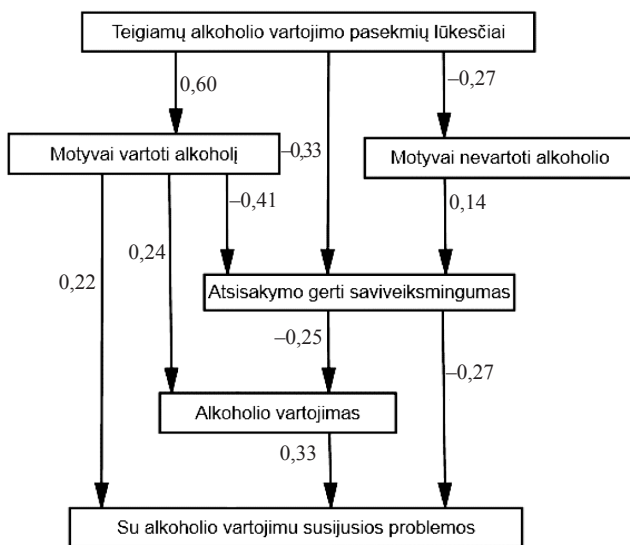 Teigiamų alkoholio vartojimo pasekmių lūkesčiai
0,60
–0,27
Motyvai vartoti alkoholį
–0,33
Motyvai nevartoti alkoholio
–0,41
0,14
0,24
0,22
Atsisakymo gerti saviveiksmingumas
–0,25
–0,27
Alkoholio vartojimas
0,33
Su alkoholio vartojimu susijusios problemos